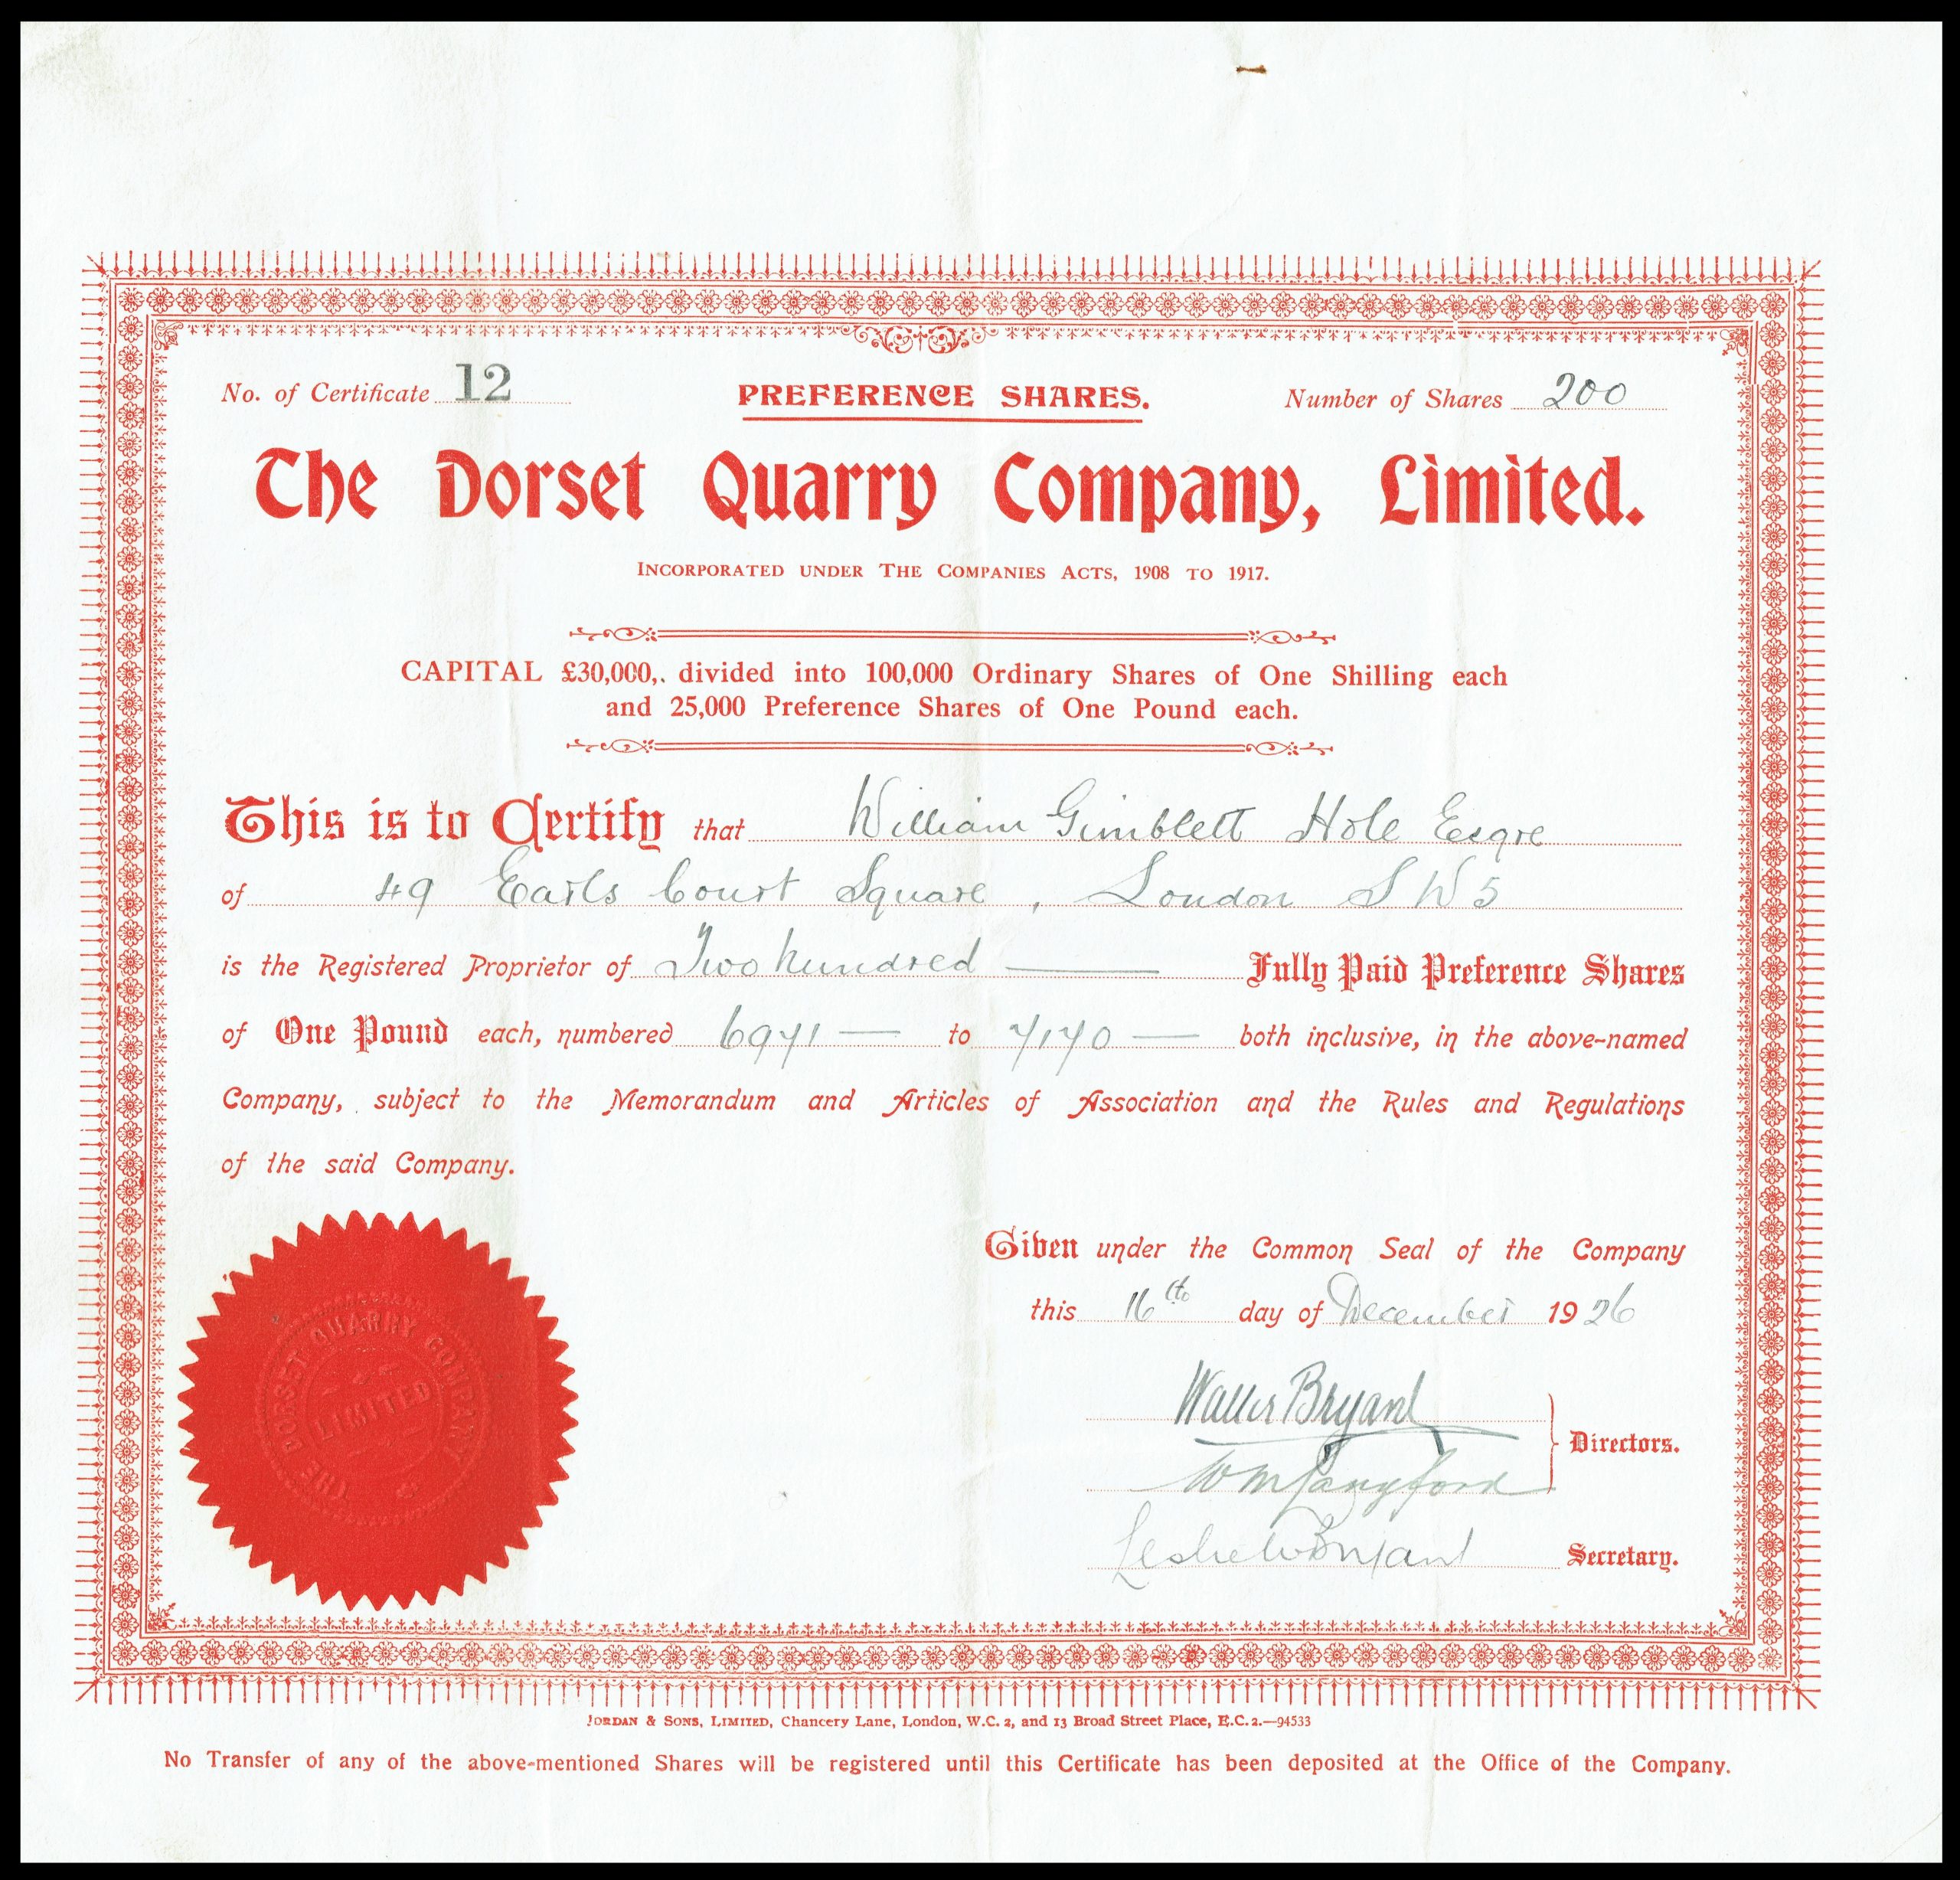 No. of Certificate 12
PREFERENCE SHARES.
Number of Shares 200
The Dorset Quarry Company, Limited.
INCORPORATED UNDER THE COMPANIES ACTS, 1908 TO 1917.
CAPITAL £30,000,. divided into 100,000 Ordinary Shares of One Shilling each
and 25,000 Preference Shares of One Pound each.
This is to Certify that William Gimblett Hole Esqre
of 49 Earls Court Square, London S W 5
is the Registered Proprietor of Two hundred Fully Paid Preference Shares
of One Pound each, numbered 6971 — to 7170 — both inclusive, in the above-named
Company, subject to the Memorandum and Articles of Association and the Rules and Regulations
of the said Company.
Given under the Common Seal of the Company
this 16th day of December 1926
Walter Bryant
Wm Langford
Directors.
Leslie W Bryant Secretary.
THE DORSET QUARRY COMPANY
LIMITED
JORDAN & SONS, LIMITED, Chancery Lane, London, W.C. 2, and 13 Broad Street Place, E.C. 2.—94533
No Transfer of any of the above-mentioned Shares will be registered until this Certificate has been deposited at the Office of the Company.